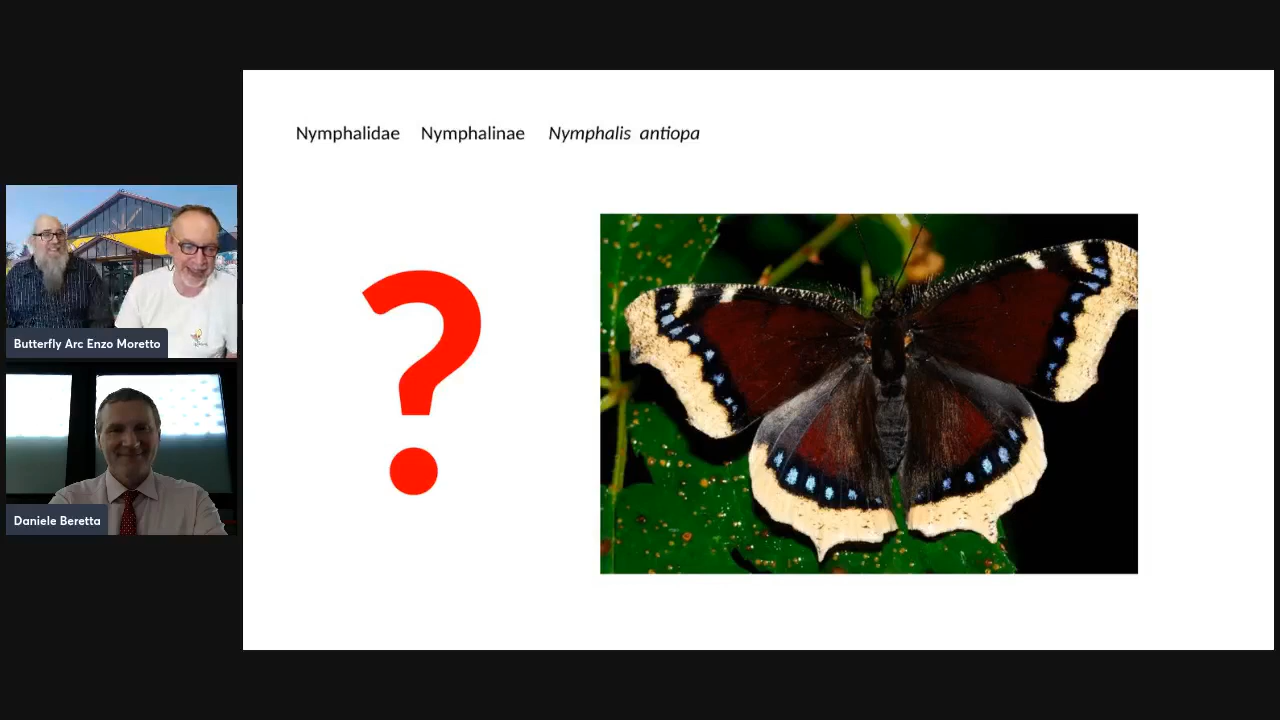 Nymphalidae Nymphalinae Nymphalis antiopa
?
Butterfly Arc Enzo Moretto
Daniele Beretta